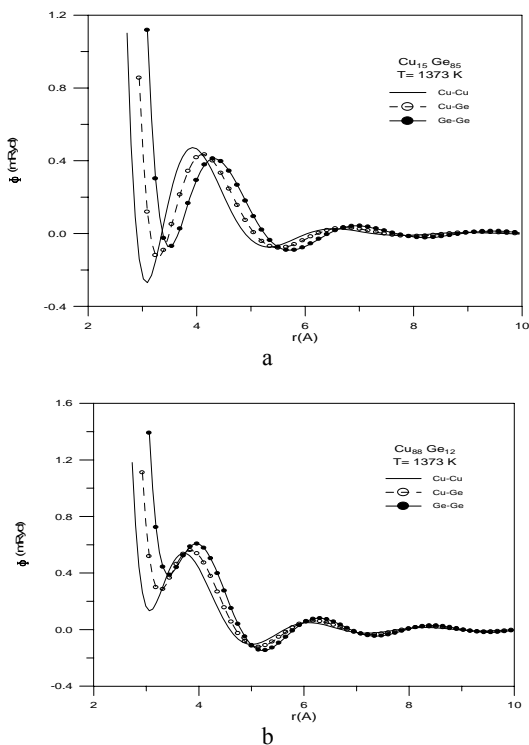 1.2
0.8
0.4
0.0
-0.4
Φ (mRyd)
Cu15 Ge85
T= 1373 K
Cu-Cu
Cu-Ge
Ge-Ge
2 4 6 8 10
r(A)
a
1.6
1.2
0.8
0.4
0.0
-0.4
Φ (mRyd)
Cu88 Ge12
T= 1373 K
Cu-Cu
Cu-Ge
Ge-Ge
2 4 6 8 10
r(A)
b